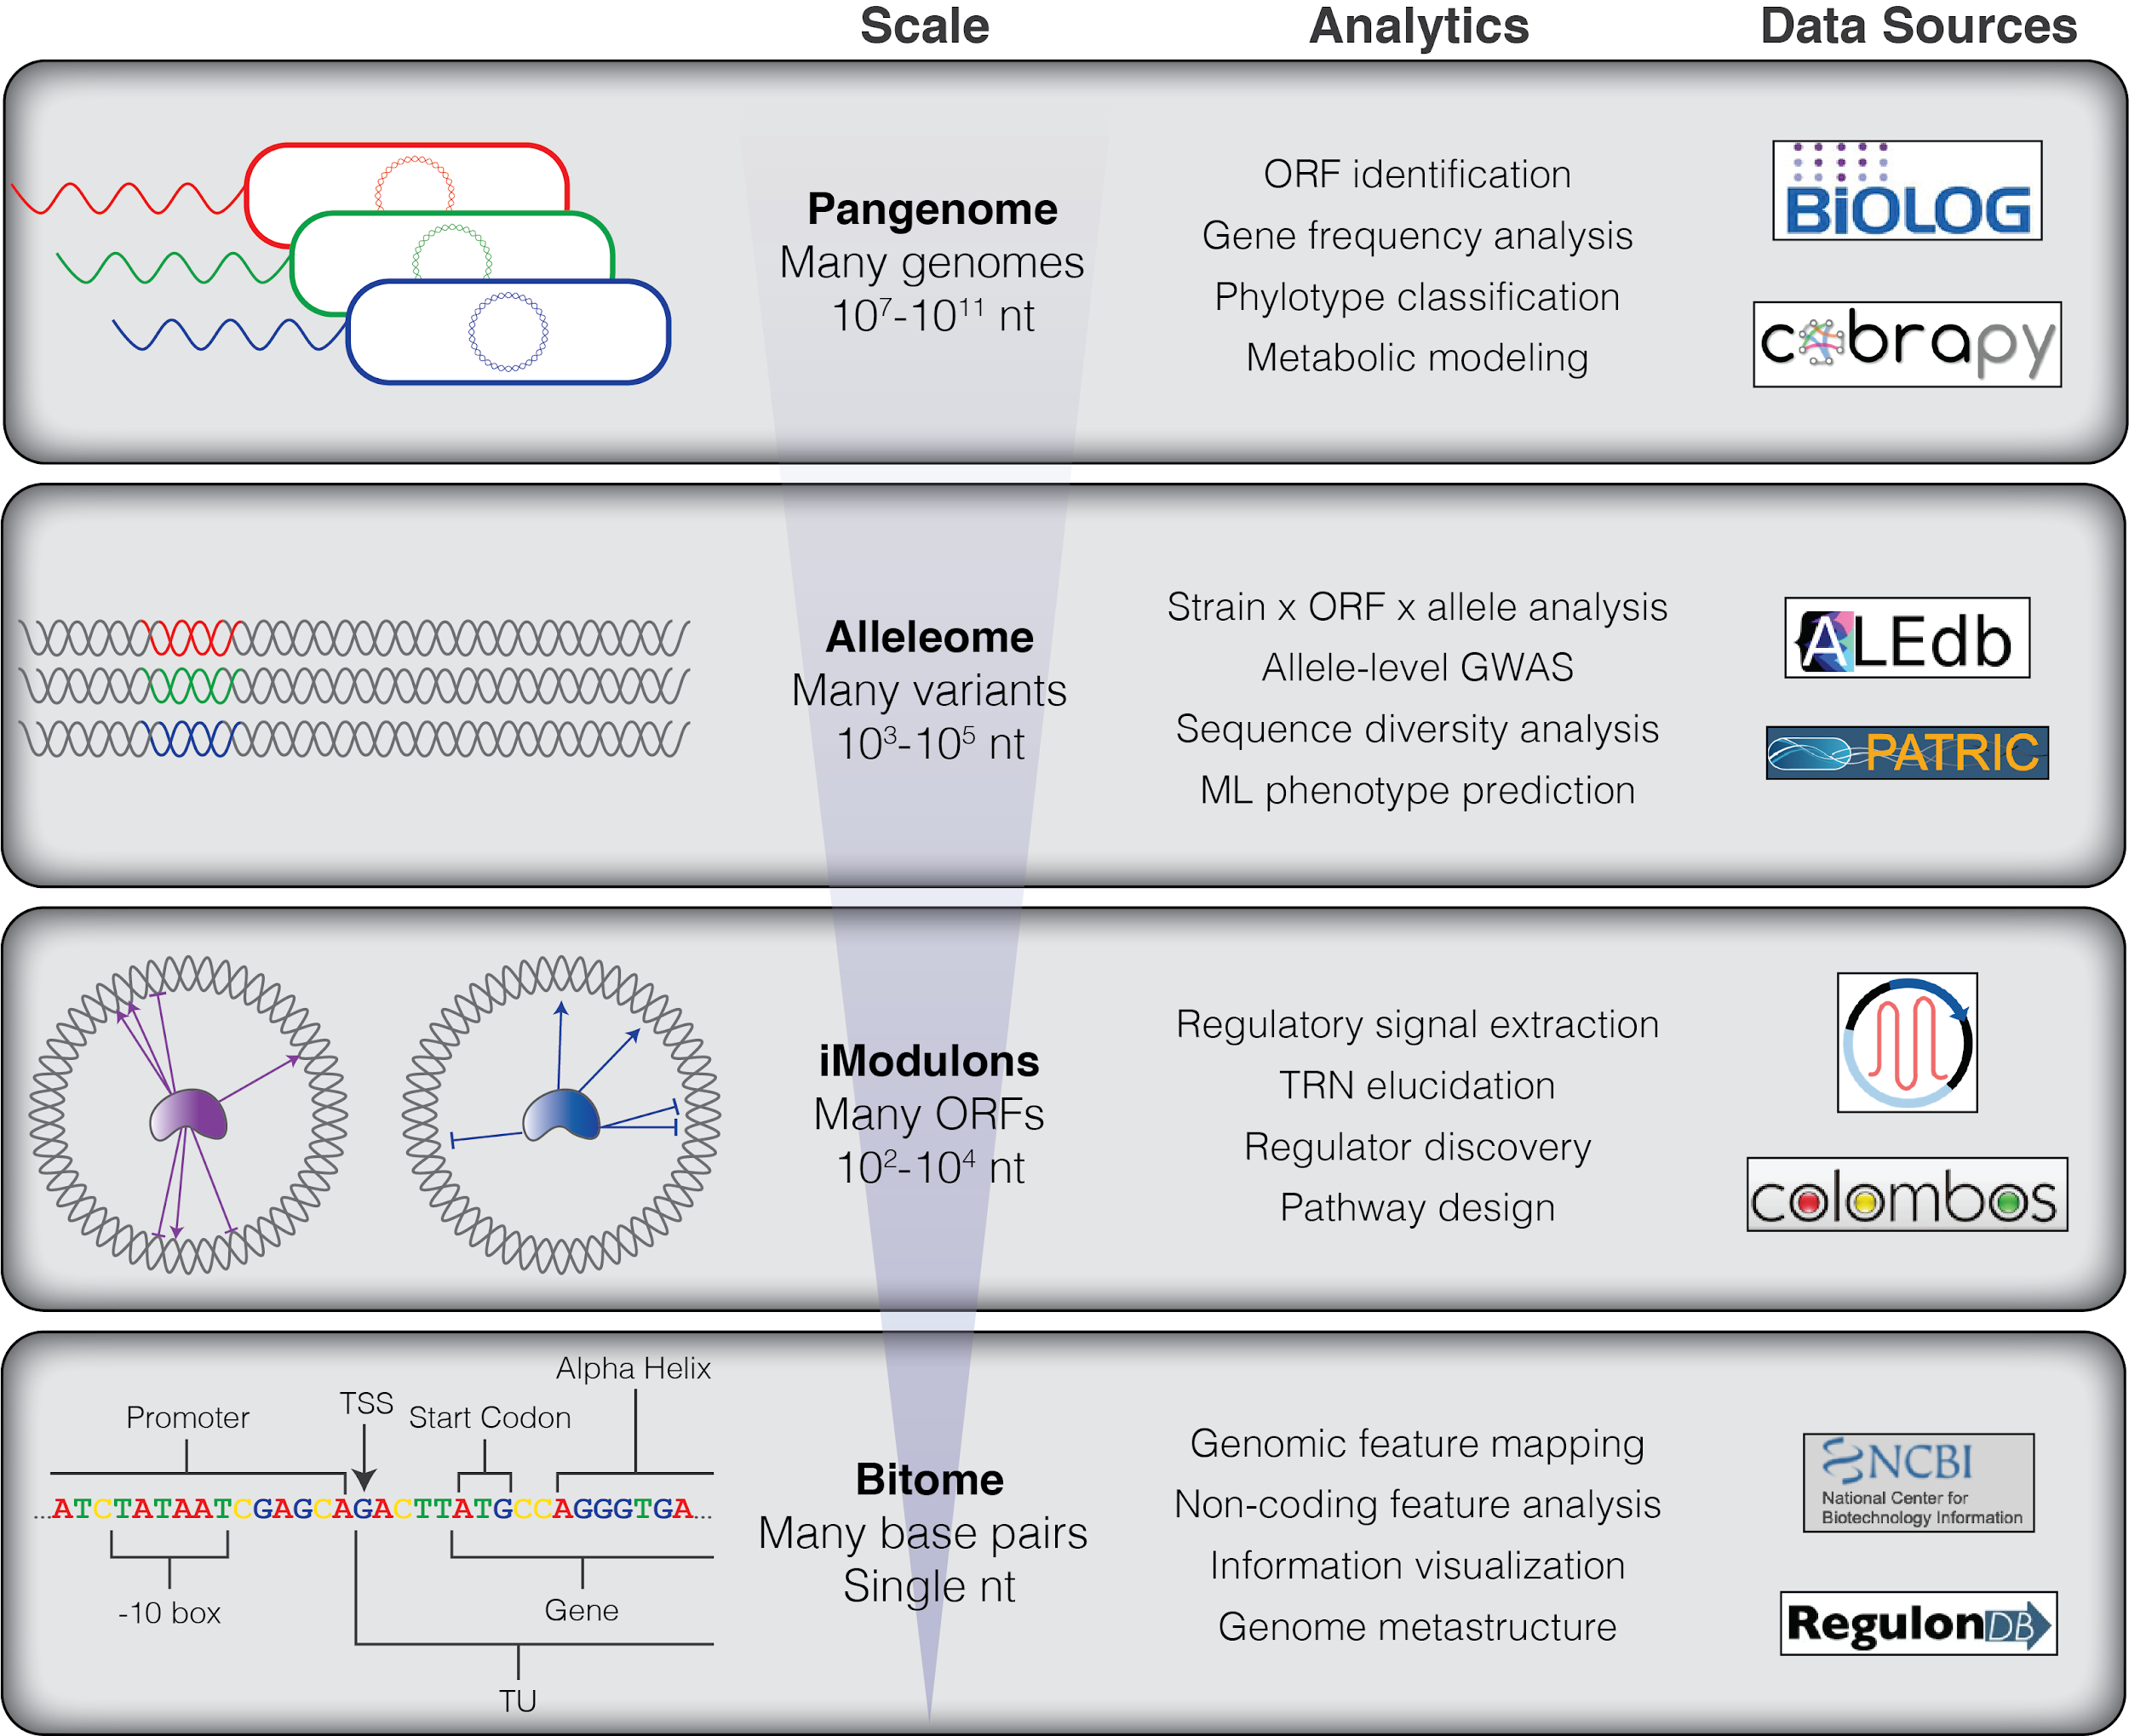 Scale Analytics Data Sources
Pangenome
Many genomes
10⁷-10¹¹ nt
ORF identification
Gene frequency analysis
Phylotype classification
Metabolic modeling
BiOLOG
cobrapy
Alleleome
Many variants
10³-10⁵ nt
Strain x ORF x allele analysis
Allele-level GWAS
Sequence diversity analysis
ML phenotype prediction
ALEdb
PATRIC
iModulons
Many ORFs
10²-10⁴ nt
Regulatory signal extraction
TRN elucidation
Regulator discovery
Pathway design
colombos
Alpha Helix
TSS
Promoter
Start Codon
...ATCTATAATCGAGCAGACTTATGCCAGGGTGA...
-10 box
Gene
TU
Bitome
Many base pairs
Single nt
Genomic feature mapping
Non-coding feature analysis
Information visualization
Genome metastructure
NCBI
National Center for
Biotechnology Information
RegulonDB